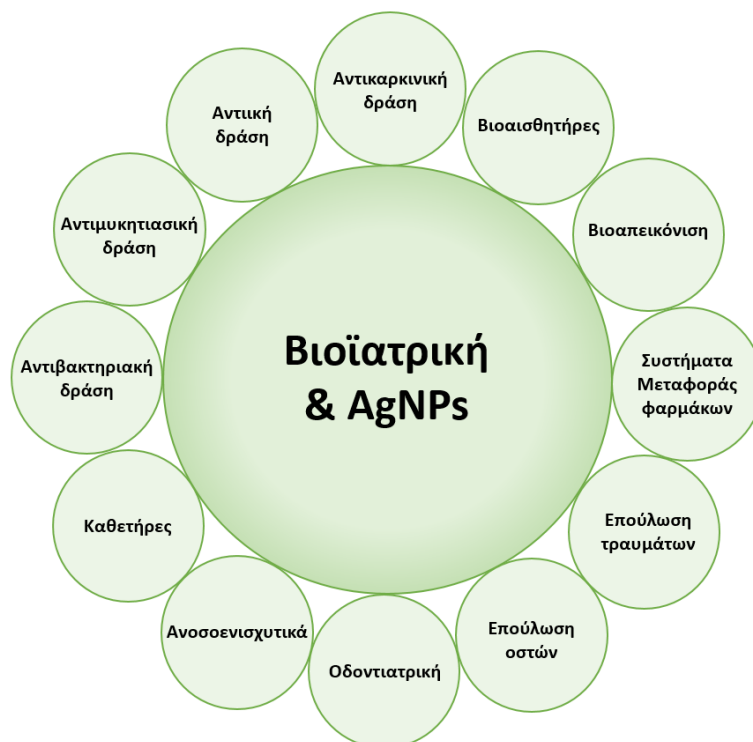 Βιοϊατρική
& AgNPs
Αντικαρκινική
δράση
Βιοαισθητήρες
Βιοαπεικόνιση
Συστήματα
Μεταφοράς
φαρμάκων
Επούλωση
τραυμάτων
Επούλωση
οστών
Οδοντιατρική
Ανοσοενισχυτικά
Καθετήρες
Αντιβακτηριακή
δράση
Αντιμυκητιασική
δράση
Αντιική
δράση